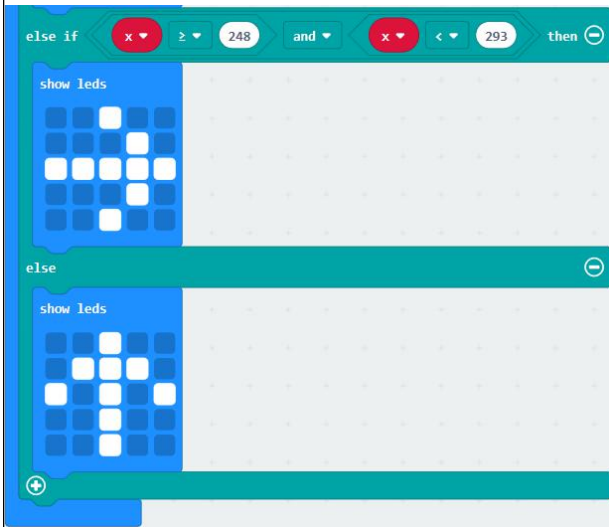 else if x ≥ 248 and x < 293 then
show leds
else
show leds